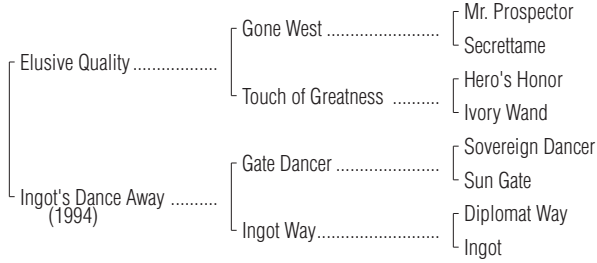 Mr. Prospector
Gone West ........................
Secrettame
Elusive Quality ..................
Hero's Honor
Touch of Greatness ..........
Ivory Wand
Sovereign Dancer
Gate Dancer ......................
Sun Gate
Ingot's Dance Away ..........
(1994)
Diplomat Way
Ingot Way..........................
Ingot